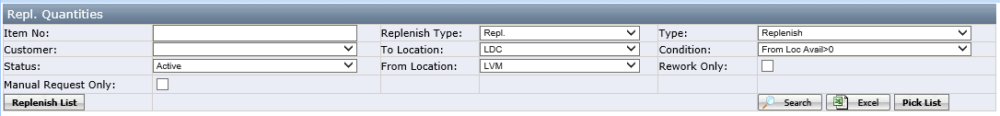 Repl. Quantities
Item No: Replenish Type: Repl. Type: Replenish
Customer: To Location: LDC Condition: From Loc Avail>0
Status: Active From Location: LVM Rework Only:
Manual Request Only:
Replenish List Search Excel Pick List